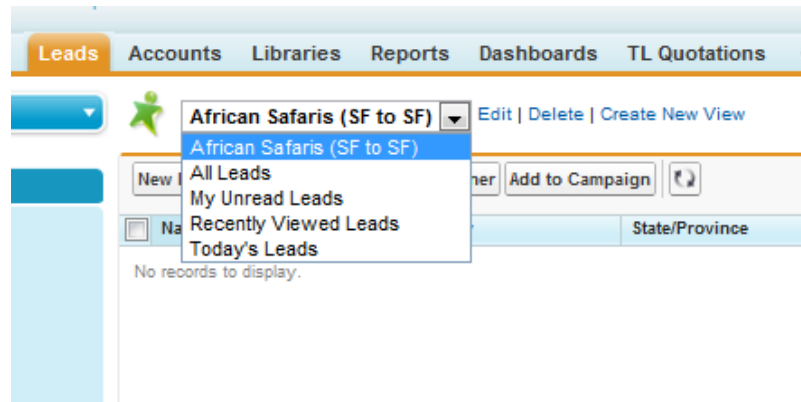 Leads Accounts Libraries Reports Dashboards TL Quotations
African Safaris (SF to SF) Edit | Delete | Create New View
African Safaris (SF to SF)
All Leads
My Unread Leads
Recently Viewed Leads
Today's Leads
New Add to Campaign
State/Province
No records to display.